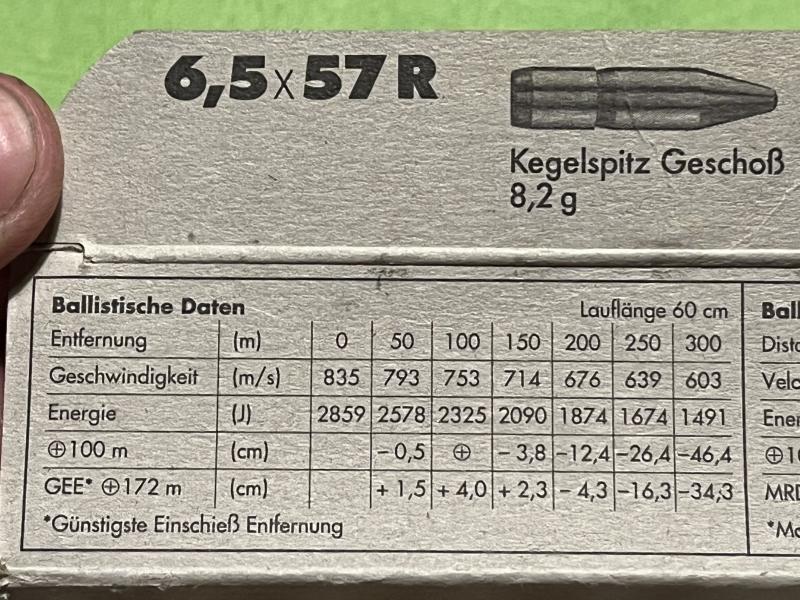 6,5x57R
Kegelspitz Geschoß
8,2 g
Ballistische Daten Lauflänge 60 cm
Entfernung (m) 0 50 100 150 200 250 300
Geschwindigkeit (m/s) 835 793 753 714 676 639 603
Energie (J) 2859 2578 2325 2090 1874 1674 1491
⊕100 m (cm) -0,5 ⊕ -3,8 -12,4 -26,4 -46,4
GEE* ⊕172 m (cm) +1,5 +4,0 +2,3 -4,3 -16,3 -34,3
*Günstigste Einschieß Entfernung
MRD